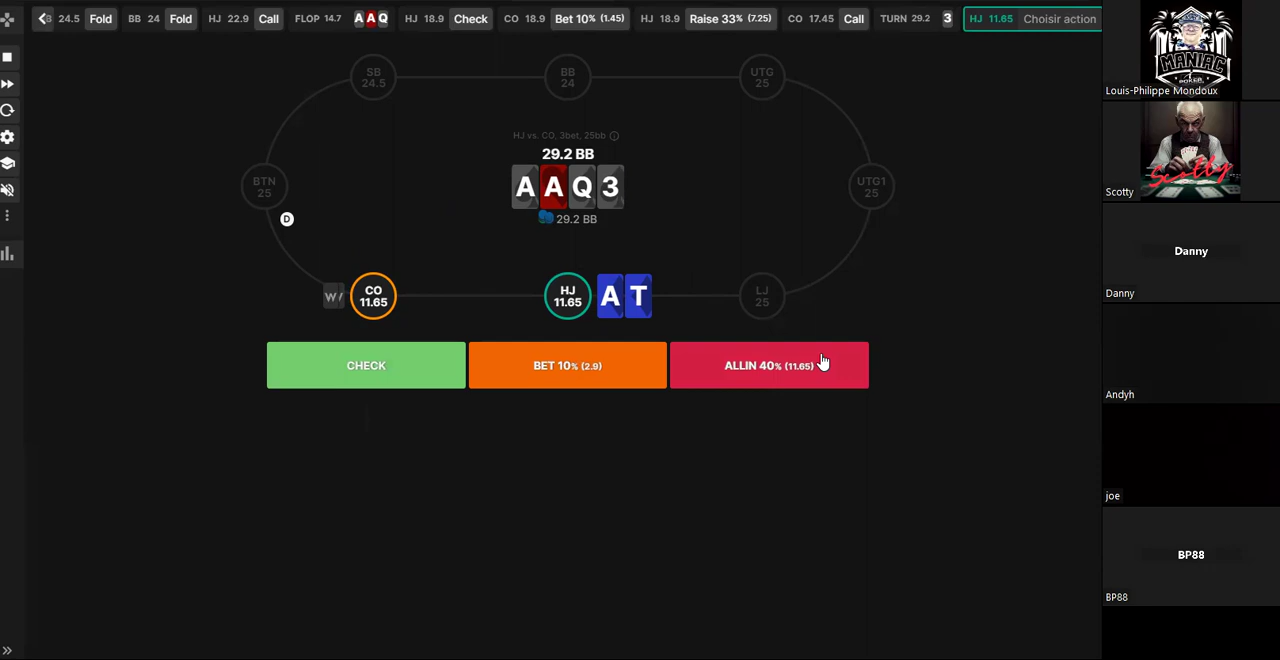 24.5 Fold BB 24 Fold HJ 22.9 Call FLOP 14.7 A A Q HJ 18.9 Check CO 18.9 Bet 10% (1.45) HJ 18.9 Raise 33% (7.25) CO 17.45 Call TURN 29.2 3 HJ 11.65 Choisir action
MANIAC
POKER
Louis-Philippe Mondoux
SB
24.5
BB
24
UTG
25
HJ vs. CO, 3bet, 25bb
29.2 BB
A A Q 3
29.2 BB
BTN
25
UTG1
25
D
Scotty
Scotty
Danny
Danny
CO
11.65
HJ
11.65
A T
LJ
25
CHECK
BET 10% (2.9)
ALLIN 40% (11.65)
Andyh
joe
BP88
BP88